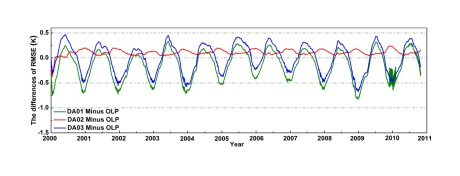 The differences of RMSE (K)
0.5
0.0
-0.5
-1.0
-1.5
DA01 Minus OLP
DA02 Minus OLP
DA03 Minus OLP
2000 2001 2002 2003 2004 2005 2006 2007 2008 2009 2010 2011
Year